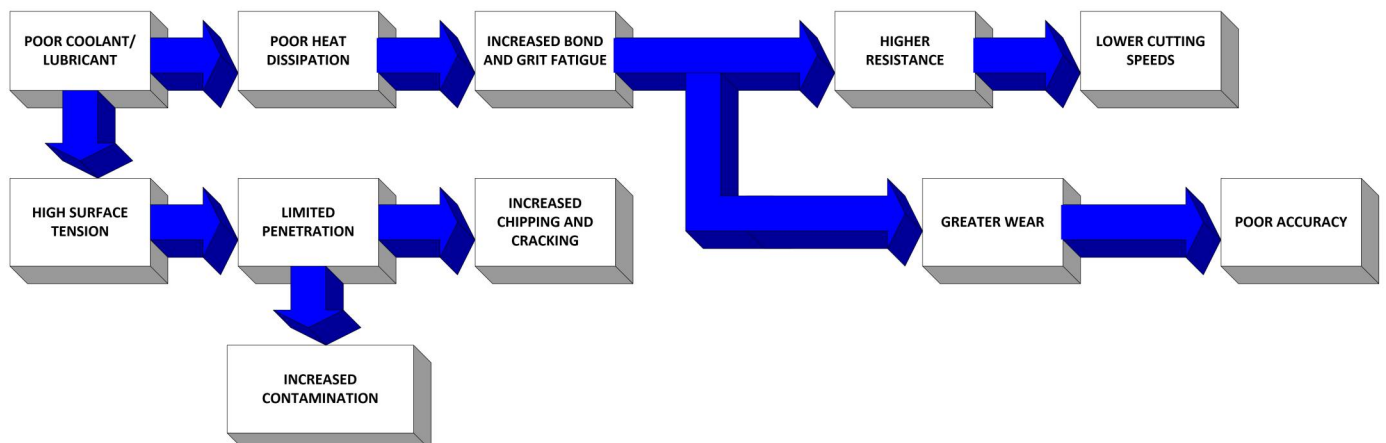 POOR COOLANT/
LUBRICANT
POOR HEAT
DISSIPATION
INCREASED BOND
AND GRIT FATIGUE
HIGHER
RESISTANCE
LOWER CUTTING
SPEEDS
HIGH SURFACE
TENSION
LIMITED
PENETRATION
INCREASED
CHIPPING AND
CRACKING
GREATER WEAR
POOR ACCURACY
INCREASED
CONTAMINATION